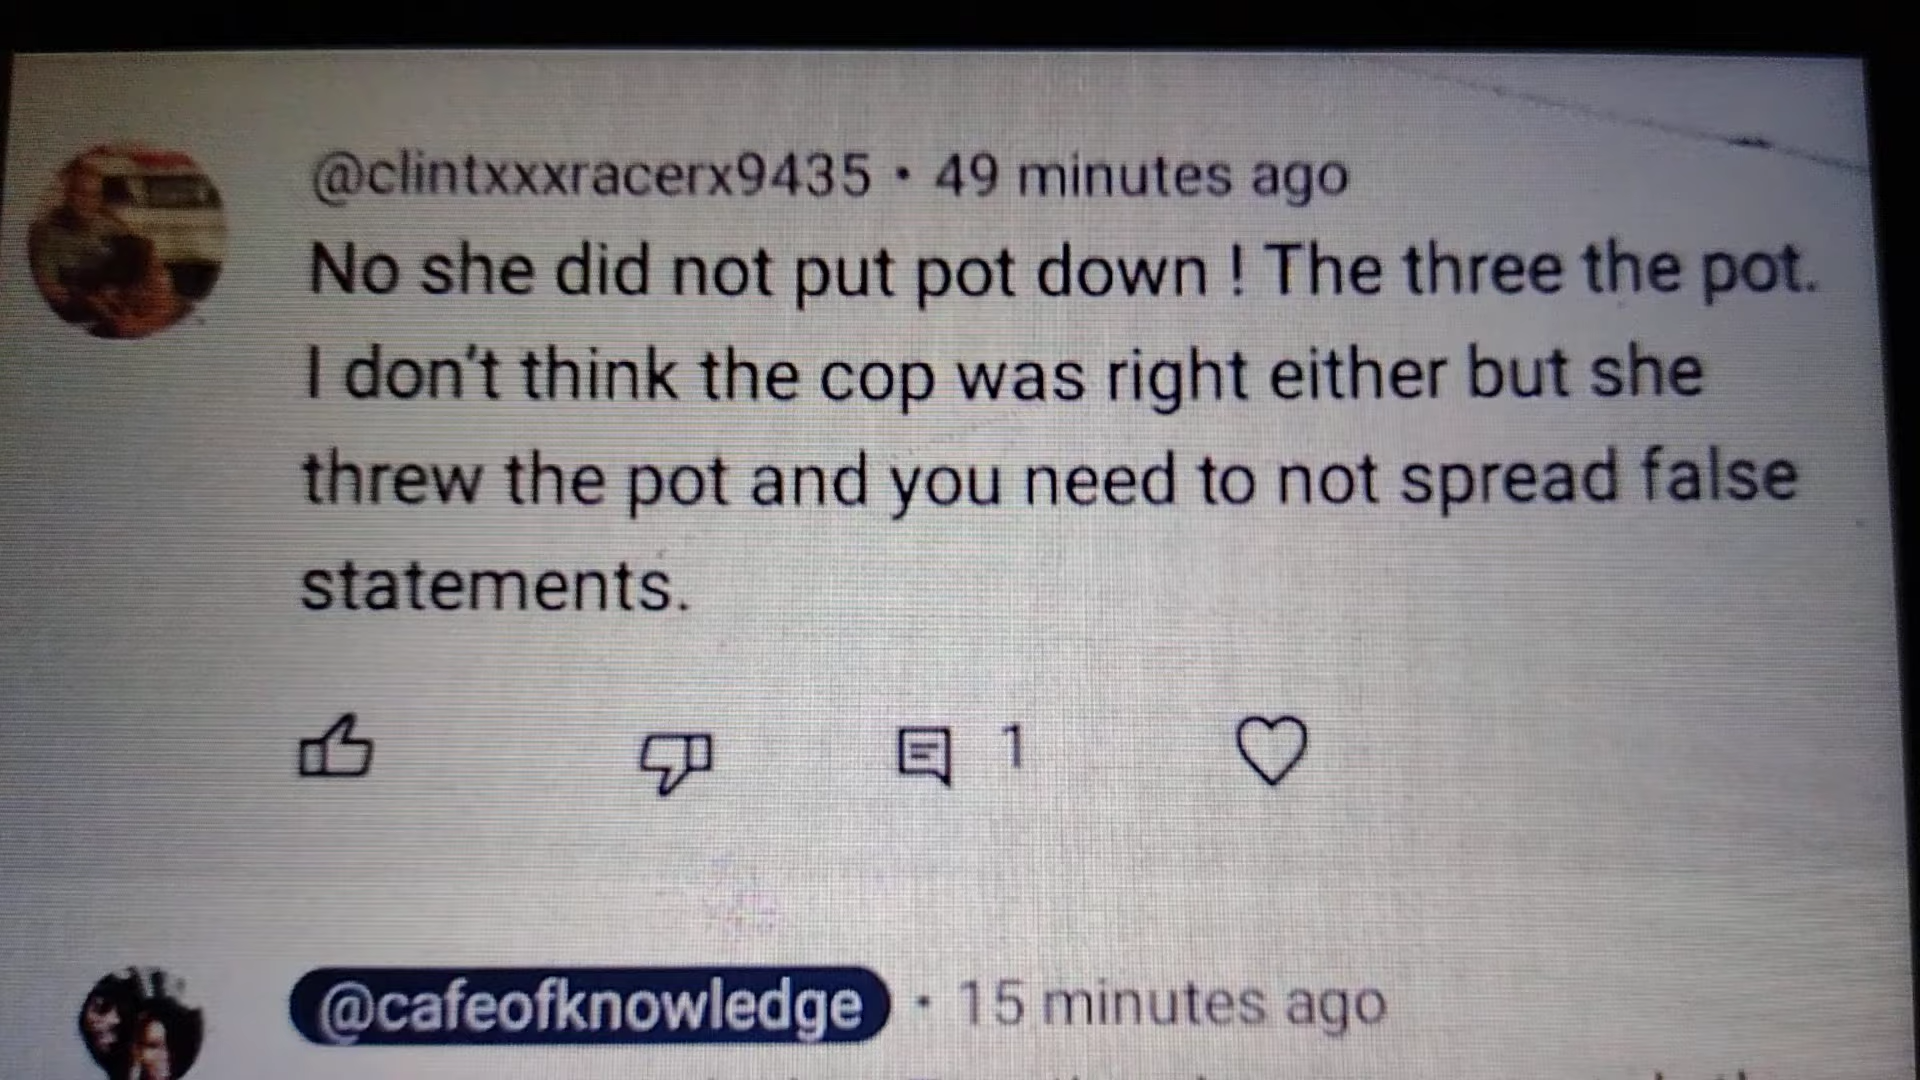 @clintxxxracerx9435 · 49 minutes ago
No she did not put pot down ! The three the pot.
I don't think the cop was right either but she
threw the pot and you need to not spread false
statements.
1
@cafeofknowledge · 15 minutes ago